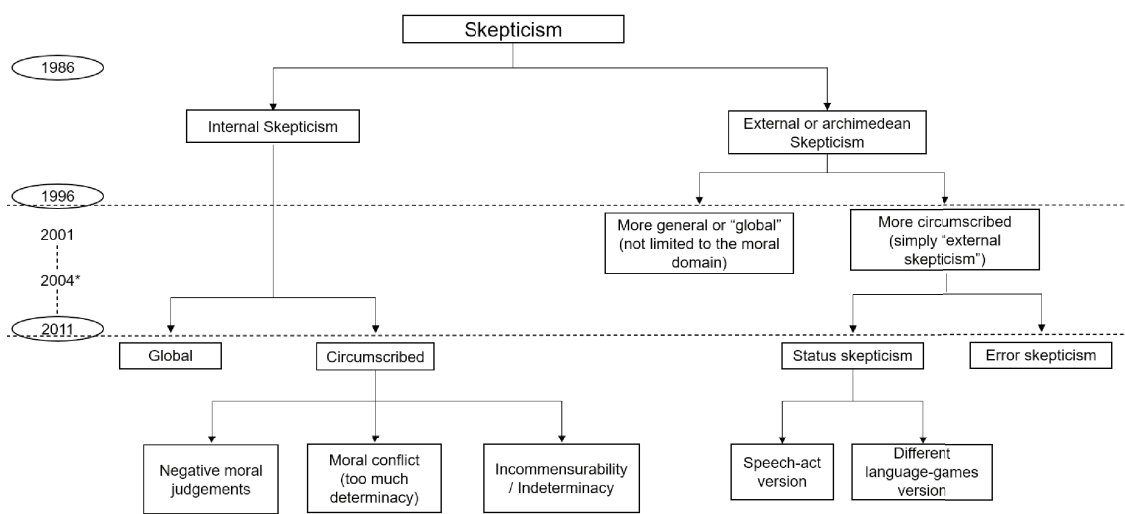 Skepticism
1986
Internal Skepticism
External or archimedean
Skepticism
1996
More general or “global”
(not limited to the moral
domain)
More circumscribed
(simply “external
skepticism”)
2001
2004*
2011
Global
Circumscribed
Status skepticism
Error skepticism
Negative moral
judgements
Moral conflict
(too much
determinacy)
Incommensurability
/ Indeterminacy
Speech-act
version
Different
language-games
version